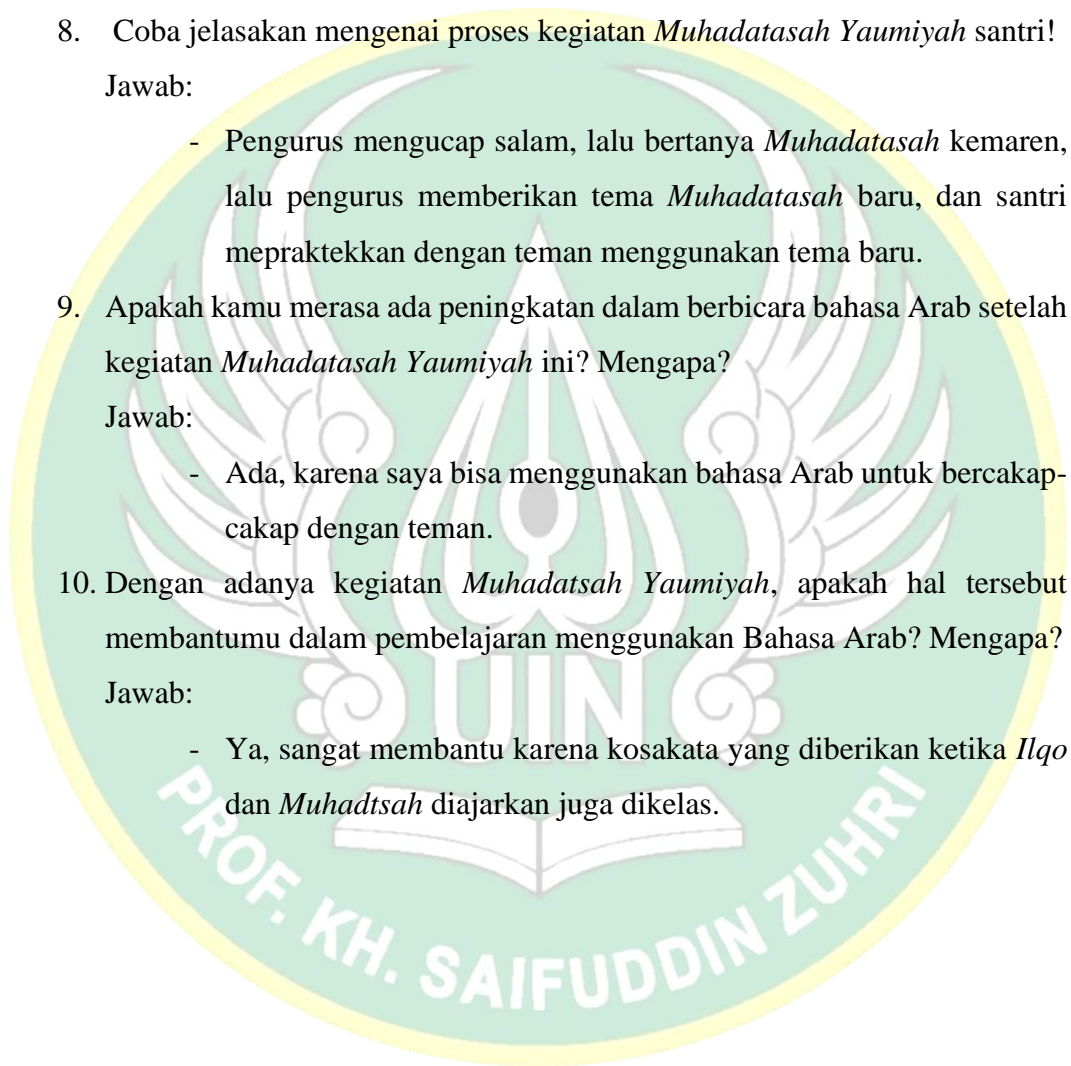 8. Coba jelasakan mengenai proses kegiatan Muhadatasah Yaumiyah santri!
Jawab:
- Pengurus mengucap salam, lalu bertanya Muhadatasah kemaren,
lalu pengurus memberikan tema Muhadatasah baru, dan santri
mepraktekkan dengan teman menggunakan tema baru.
9. Apakah kamu merasa ada peningkatan dalam berbicara bahasa Arab setelah
kegiatan Muhadatasah Yaumiyah ini? Mengapa?
Jawab:
- Ada, karena saya bisa menggunakan bahasa Arab untuk bercakap-
cakap dengan teman.
10. Dengan adanya kegiatan Muhadatsah Yaumiyah, apakah hal tersebut
membantumu dalam pembelajaran menggunakan Bahasa Arab? Mengapa?
Jawab:
- Ya, sangat membantu karena kosakata yang diberikan ketika Ilqo
dan Muhadtsah diajarkan juga dikelas.
UIN
PROF. KH. SAIFUDDIN ZUHRI